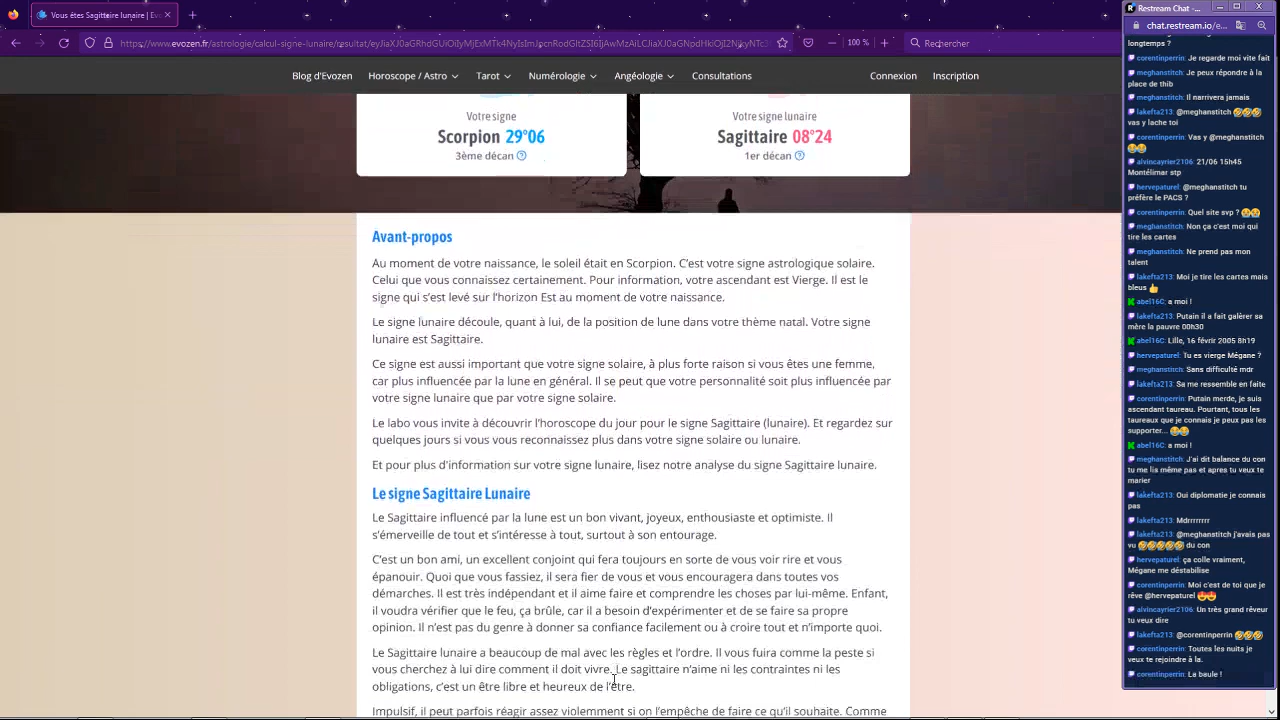 Vous êtes Sagittaire lunaire |
https://www.evozen.fr/astrologie/calcul-signe-lunaire/resultat/
100 %
Rechercher
Blog d'Evozen
Horoscope / Astro
Tarot
Numérologie
Angéologie
Consultations
Connexion
Inscription
Votre signe
Scorpion 29°06
3ème décan
Votre signe lunaire
Sagittaire 08°24
1er décan
Avant-propos
Au moment de votre naissance, le soleil était en Scorpion. C'est votre signe astrologique solaire.
Celui que vous connaissez certainement. Pour information, votre ascendant est Vierge. Il est le
signe qui s'est levé sur l'horizon Est au moment de votre naissance.
Le signe lunaire découle, quant à lui, de la position de lune dans votre thème natal. Votre signe
lunaire est Sagittaire.
Ce signe est aussi important que votre signe solaire, à plus forte raison si vous êtes une femme,
car plus influencée par la lune en général. Il se peut que votre personnalité soit plus influencée par
votre signe lunaire que par votre signe solaire.
Le labo vous invite à découvrir l'horoscope du jour pour le signe Sagittaire (lunaire). Et regardez sur
quelques jours si vous vous reconnaissez plus dans votre signe solaire ou lunaire.
Et pour plus d'information sur votre signe lunaire, lisez notre analyse du signe Sagittaire lunaire.
Le signe Sagittaire Lunaire
Le Sagittaire influencé par la lune est un bon vivant, joyeux, enthousiaste et optimiste. Il
s'émerveille de tout et s'intéresse à tout, surtout à son entourage.
C'est un bon ami, un excellent conjoint qui fera toujours en sorte de vous voir rire et vous
épanouir. Quoi que vous fassiez, il sera fier de vous et vous encouragera dans toutes vos
démarches. Il est très indépendant et il aime faire et comprendre les choses par lui-même. Enfant,
il voudra vérifier que le feu, ça brûle, car il a besoin d'expérimenter et de se faire sa propre
opinion. Il n'est pas du genre à donner sa confiance facilement ou à croire tout et n'importe quoi.
Le Sagittaire lunaire a beaucoup de mal avec les règles et l'ordre. Il vous fuira comme la peste si
vous cherchez à lui dire comment il doit vivre. Le sagittaire n'aime ni les contraintes ni les
obligations, c'est un être libre et heureux de l'être.
Impulsif, il peut parfois réagir assez violemment si on l'empêche de faire ce qu'il souhaite. Comme
Restream Chat -...
chat.restream.io/e...
longtemps ?
corentinperrin: Je regarde moi vite fait
meghanstitch: Je peux répondre à la
place de thib
meghanstitch: Il narrivera jamais
lakefta213: @meghanstitch 🤣🤣🤣
vas y lache toi
corentinperrin: Vas y @meghanstitch
😂😂
alvincayrier2106: 21/06 15h45
Montélimar stp
hervepaturel: @meghanstitch tu
préfère le PACS ?
corentinperrin: Quel site svp ? 😂😂
meghanstitch: Non ça c'est moi qui
tire les cartes
meghanstitch: Ne prend pas mon
talent
lakefta213: Moi je tire les cartes mais
bleus 👍
abel16C: a moi !
lakefta213: Putain il a fait galèrer sa
mère la pauvre 00h30
abel16C: Lille, 16 février 2005 8h19
hervepaturel: Tu es vierge Mégane ?
meghanstitch: Sans difficulté mdr
lakefta213: Sa me ressemble en faite
corentinperrin: Putain merde, je suis
ascendant taureau. Pourtant, tous les
taureaux que je connais je peux pas les
supporter... 😂😂
abel16C: a moi !
meghanstitch: J'ai dit balance du con
tu me lis même pas et apres tu veux te
marier
lakefta213: Oui diplomatie je connais
pas
lakefta213: Mdrrrrrrrr
lakefta213: @meghanstitch j'avais pas
vu 🤣🤣🤣🤣🤣 du con
hervepaturel: ça colle vraiment,
Mégane me déstabilise
corentinperrin: Moi c'est de toi que je
rêve @hervepaturel 😍😍
alvincayrier2106: Un très grand rêveur
tu veux dire
lakefta213: @corentinperrin 🤣🤣🤣
corentinperrin: Toutes les nuits je
veux te rejoindre à la.
corentinperrin: La baule !